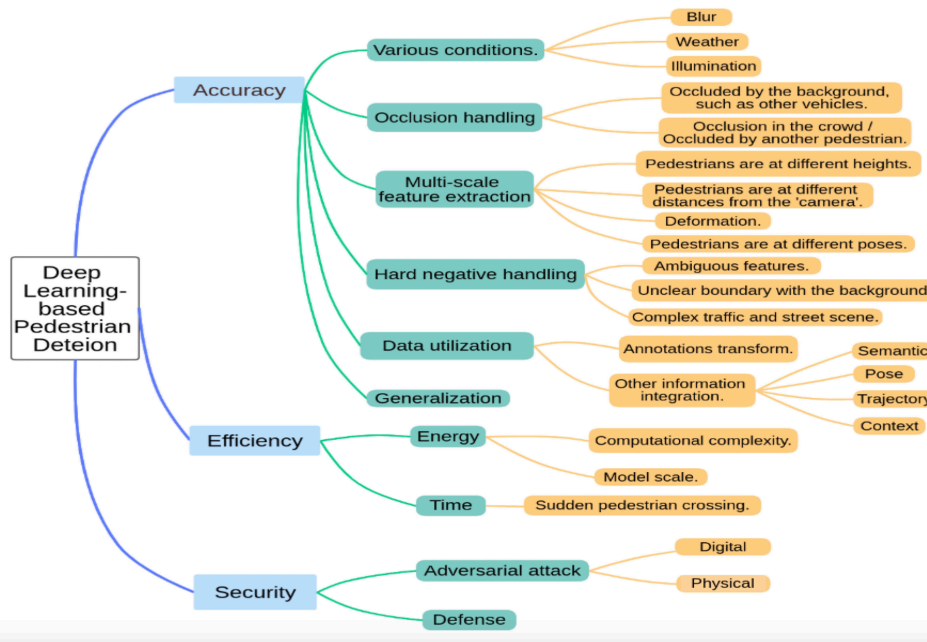 Deep
Learning-
based
Pedestrian
Deteion
Accuracy
Various conditions.
Blur
Weather
Illumination
Occlusion handling
Occluded by the background,
such as other vehicles.
Occlusion in the crowd /
Occluded by another pedestrian.
Multi-scale
feature extraction
Pedestrians are at different heights.
Pedestrians are at different
distances from the 'camera'.
Deformation.
Pedestrians are at different poses.
Hard negative handling
Ambiguous features.
Unclear boundary with the background
Complex traffic and street scene.
Data utilization
Annotations transform.
Other information
integration.
Semantic
Pose
Trajectory
Context
Generalization
Efficiency
Energy
Computational complexity.
Model scale.
Time
Sudden pedestrian crossing.
Security
Adversarial attack
Digital
Physical
Defense